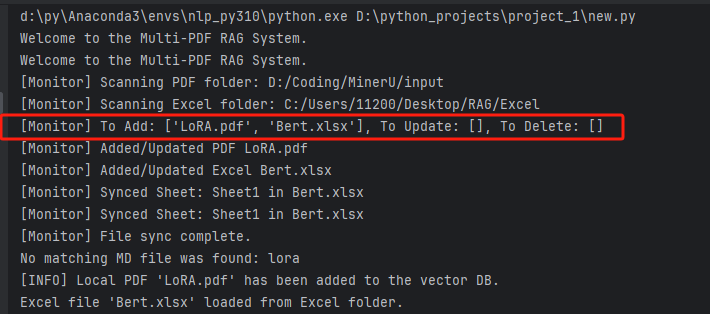 d:\py\Anaconda3\envs\nlp_py310\python.exe D:\python_projects\project_1\new.py
Welcome to the Multi-PDF RAG System.
Welcome to the Multi-PDF RAG System.
[Monitor] Scanning PDF folder: D:/Coding/MinerU/input
[Monitor] Scanning Excel folder: C:/Users/11200/Desktop/RAG/Excel
[Monitor] To Add: ['LoRA.pdf', 'Bert.xlsx'], To Update: [], To Delete: []
[Monitor] Added/Updated PDF LoRA.pdf
[Monitor] Added/Updated Excel Bert.xlsx
[Monitor] Synced Sheet: Sheet1 in Bert.xlsx
[Monitor] Synced Sheet: Sheet1 in Bert.xlsx
[Monitor] File sync complete.
No matching MD file was found: lora
[INFO] Local PDF 'LoRA.pdf' has been added to the vector DB.
Excel file 'Bert.xlsx' loaded from Excel folder.